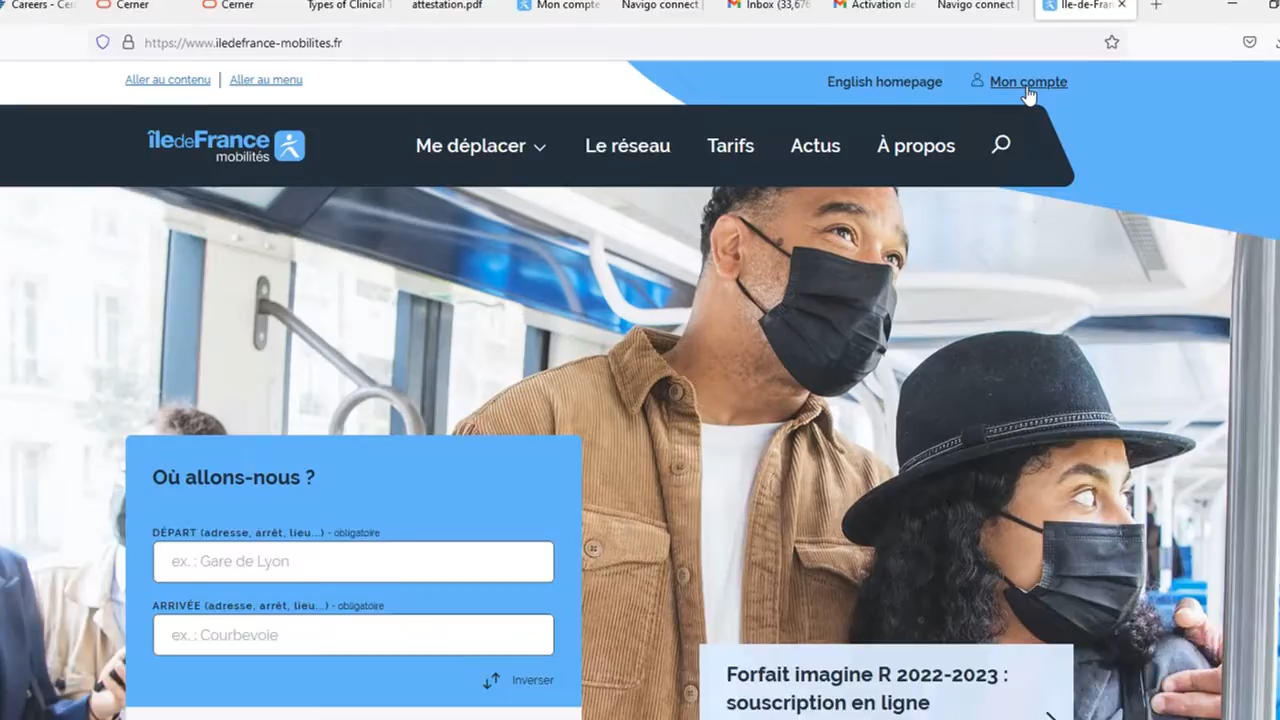 Careers - Cer
Cerner
Cerner
Types of Clinical T
attestation.pdf
Mon compte
Navigo connect
Inbox (33,676
Activation de
Navigo connect
Île-de-Fran
https://www.iledefrance-mobilites.fr
Aller au contenu
Aller au menu
English homepage
Mon compte
îledeFrance
mobilités
Me déplacer
Le réseau
Tarifs
Actus
À propos
Où allons-nous ?
DÉPART (adresse, arrêt, lieu...) - obligatoire
ex. : Gare de Lyon
ARRIVÉE (adresse, arrêt, lieu...) - obligatoire
ex. : Courbevoie
Inverser
Forfait imagine R 2022-2023 :
souscription en ligne